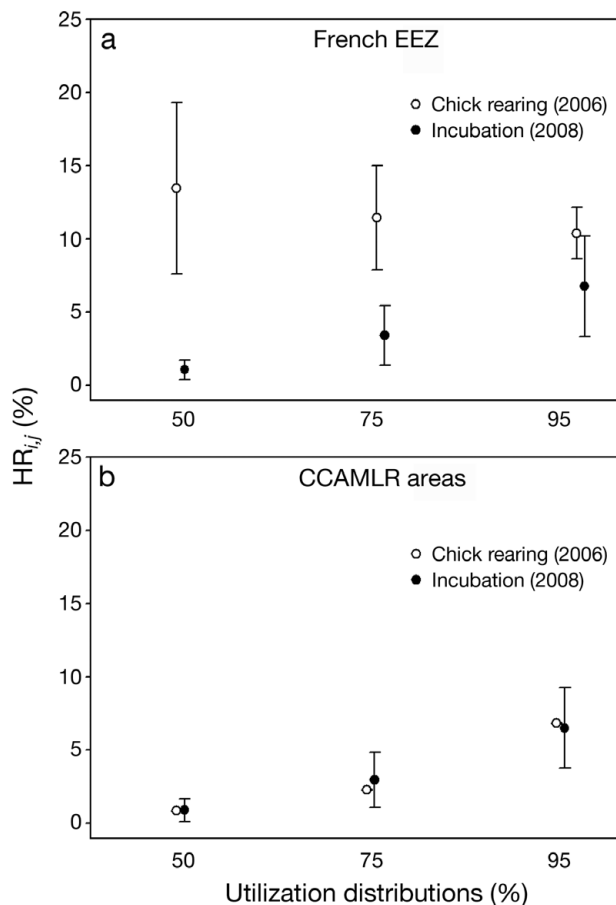 a
French EEZ
25
20
15
10
5
0
Chick rearing (2006)
Incubation (2008)
50 75 95
HRi,j (%)
b
CCAMLR areas
25
20
15
10
5
0
Chick rearing (2006)
Incubation (2008)
50 75 95
Utilization distributions (%)